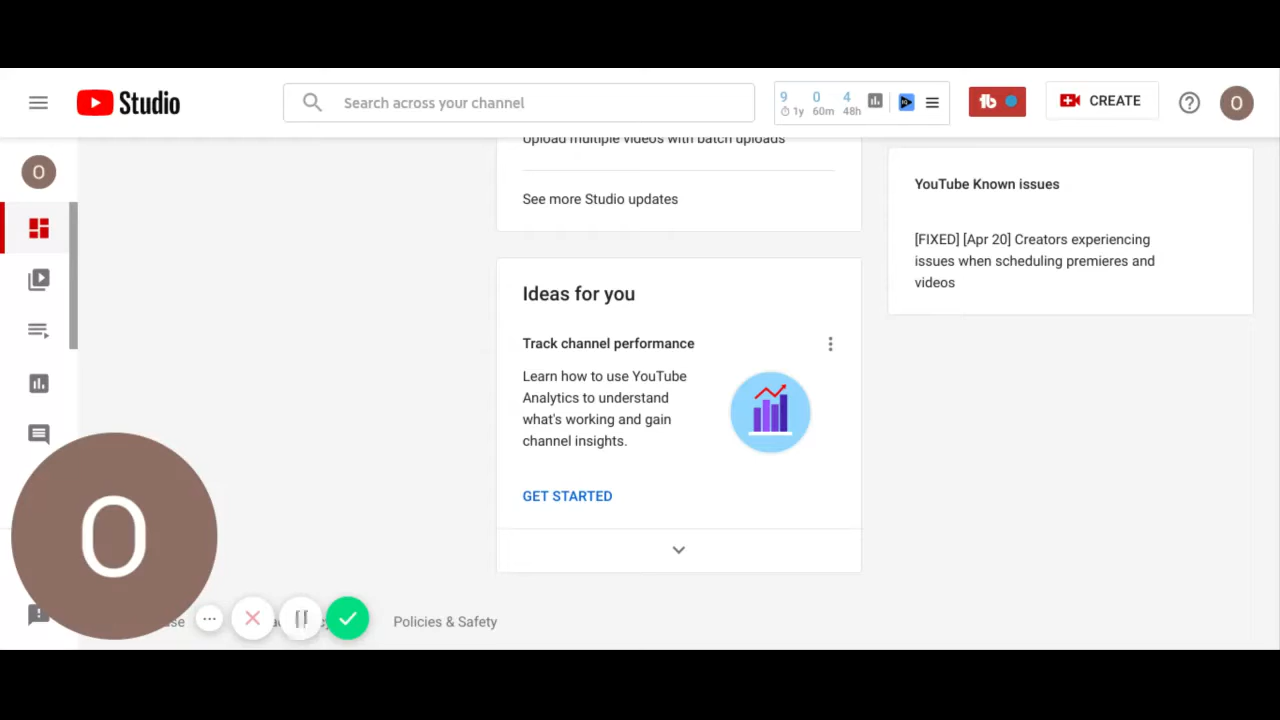 Studio
Search across your channel
9 0 4
1y 60m 48h
CREATE
O
O
Upload multiple videos with batch uploads
See more Studio updates
YouTube Known issues
[FIXED] [Apr 20] Creators experiencing
issues when scheduling premieres and
videos
Ideas for you
Track channel performance
Learn how to use YouTube
Analytics to understand
what's working and gain
channel insights.
GET STARTED
O
Policies & Safety